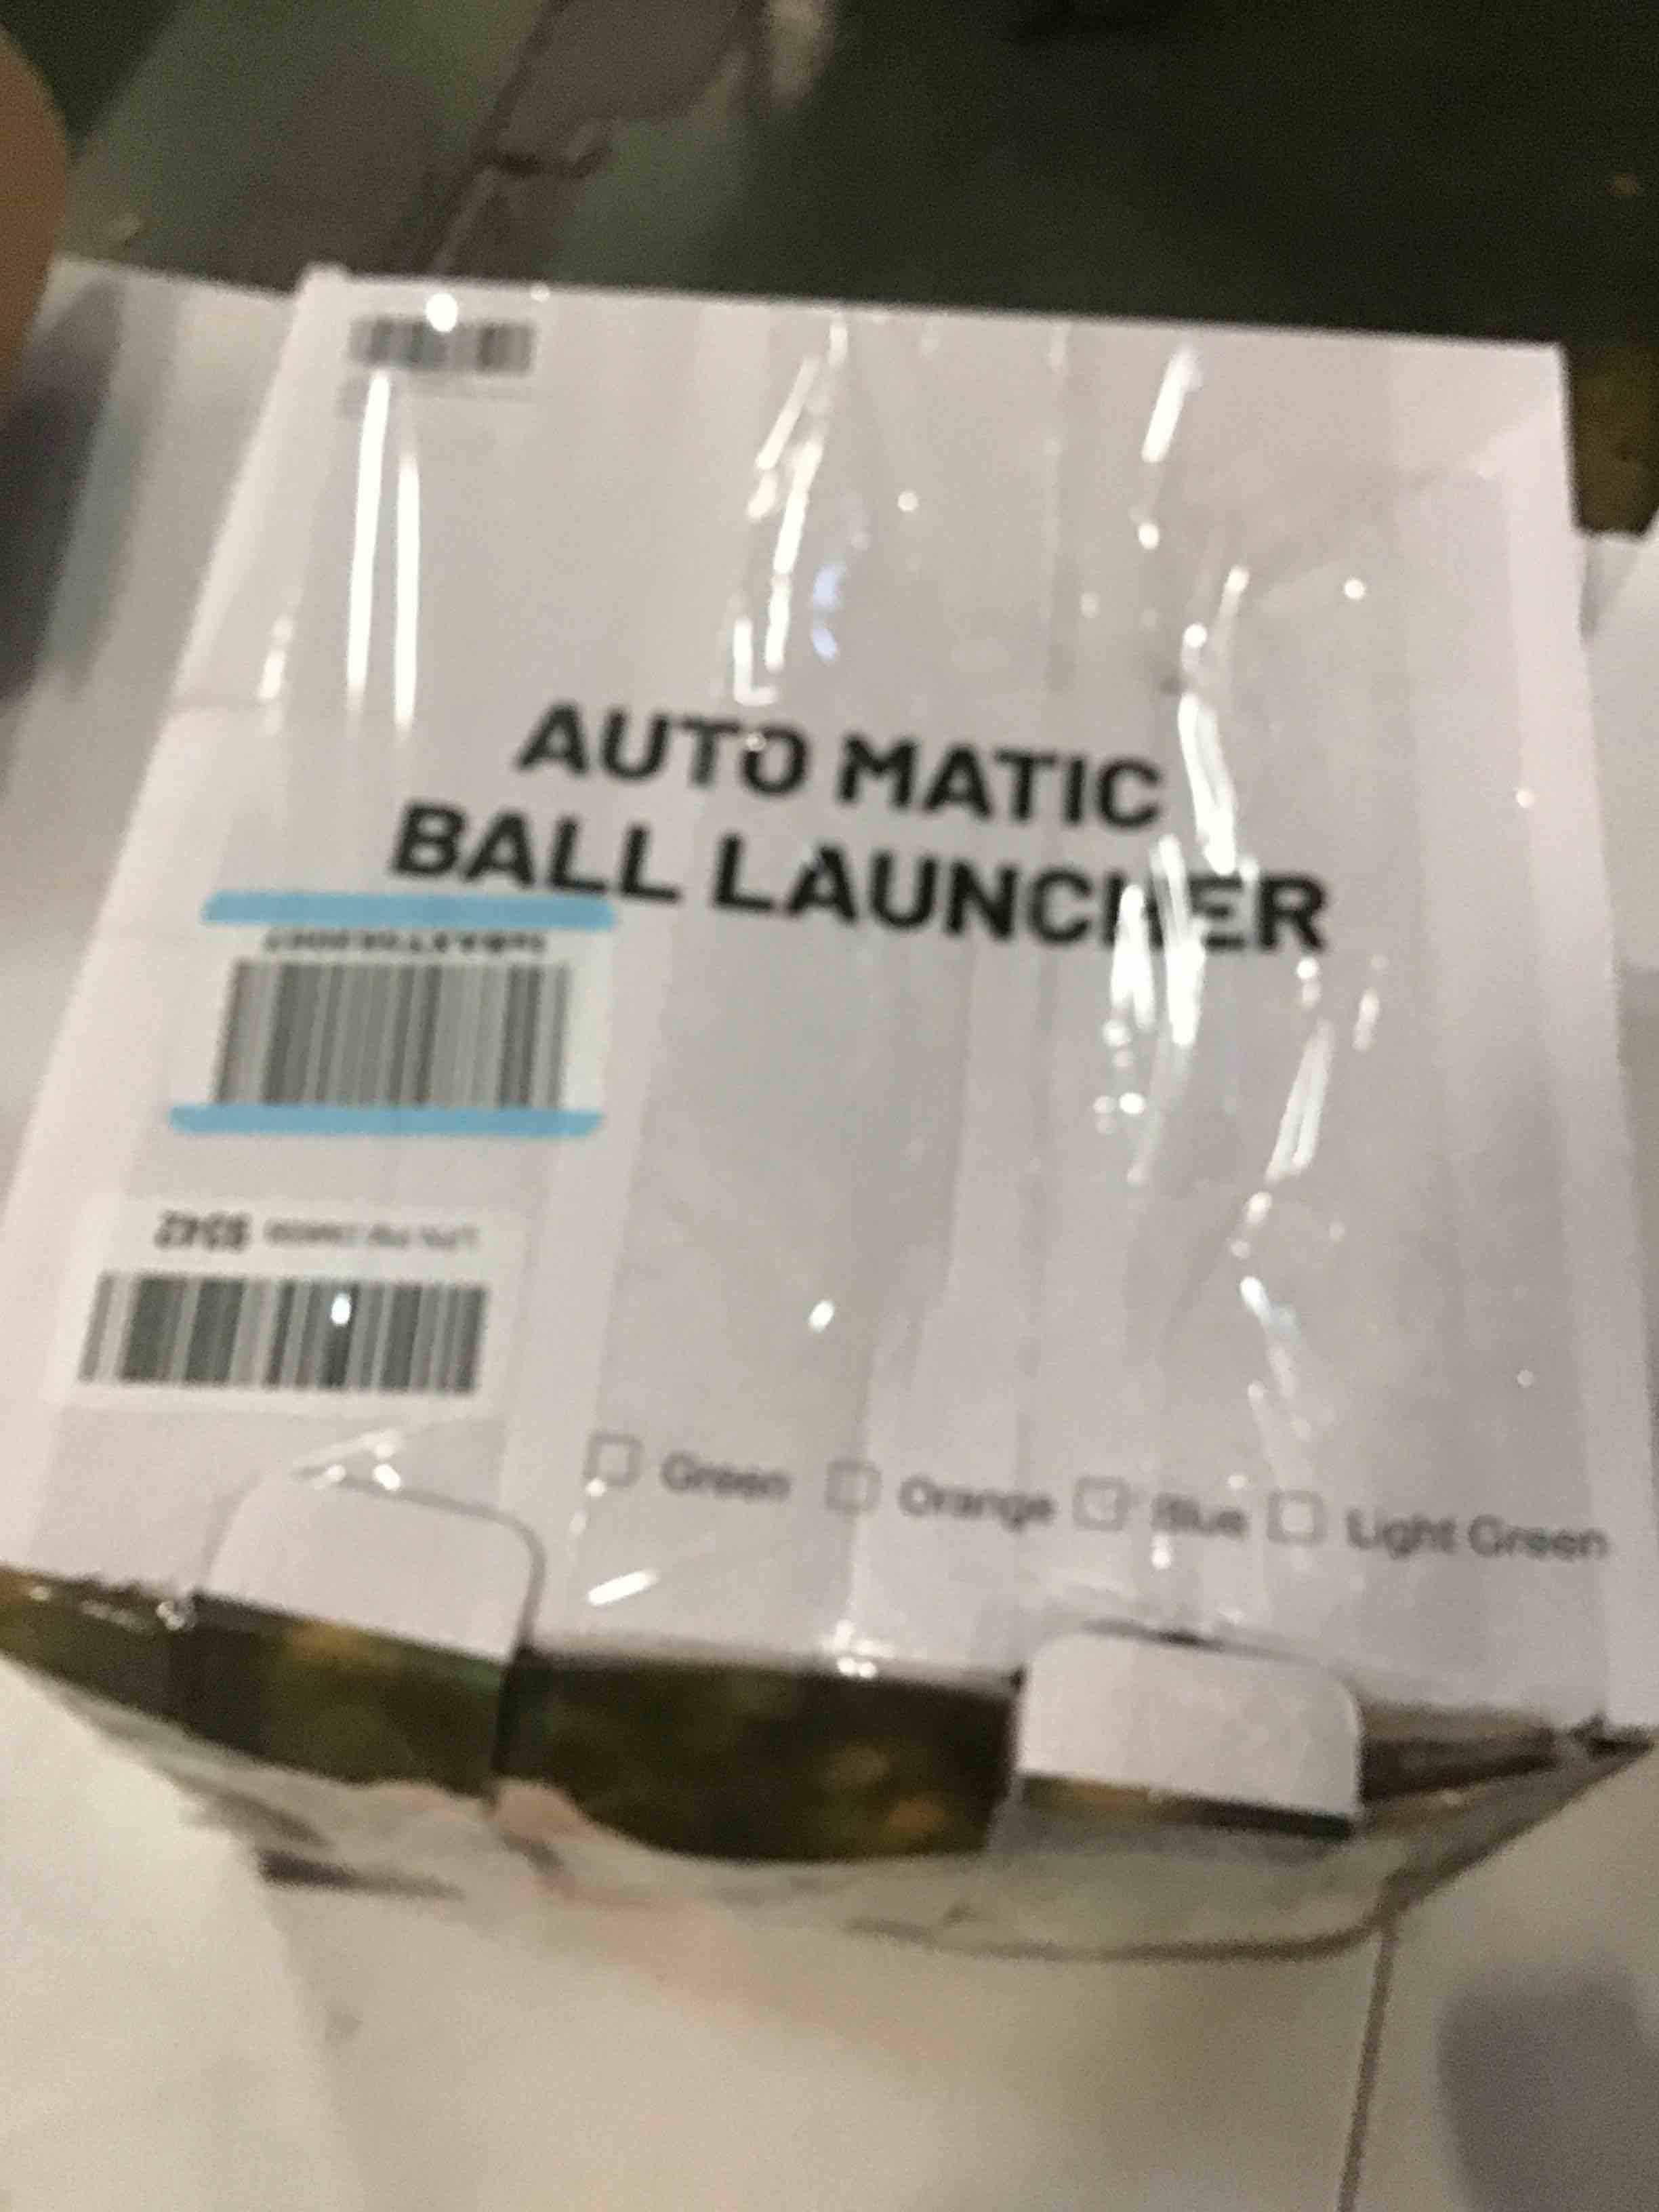 AUTO MATIC
BALL LAUNCHER
Green Orange Blue Light Green